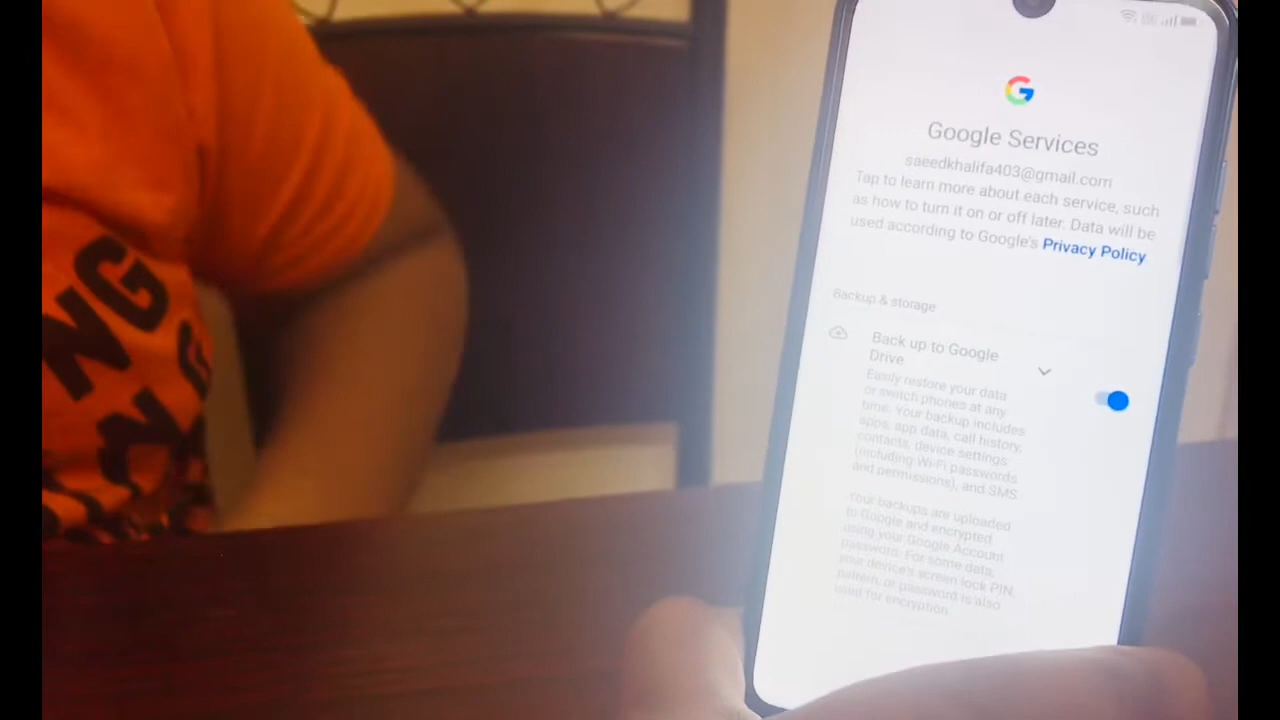 NG
N
Google Services
saeedkhalifa403@gmail.com
Tap to learn more about each service, such
as how to turn it on or off later. Data will be
used according to Google's Privacy Policy
Backup & storage
Back up to Google
Drive
Easily restore your data
or switch phones at any
time. Your backup includes
apps, app data, call history,
contacts, device settings
(including Wi-Fi passwords
and permissions), and SMS
Your backups are uploaded
to Google and encrypted
using your Google Account
password. For some data,
your device's screen lock PIN,
pattern, or password is also
used for encryption.